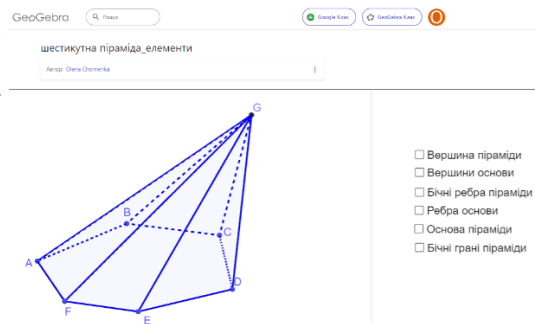 GeoGebra
Пошук
Google Клас
GeoGebra Клас
шестикутна піраміда_елементи
Автор: Olena Chomenka
G
B
C
A
D
F
E
Вершина піраміди
Вершини основи
Бічні ребра піраміди
Ребра основи
Основа піраміди
Бічні грані піраміди